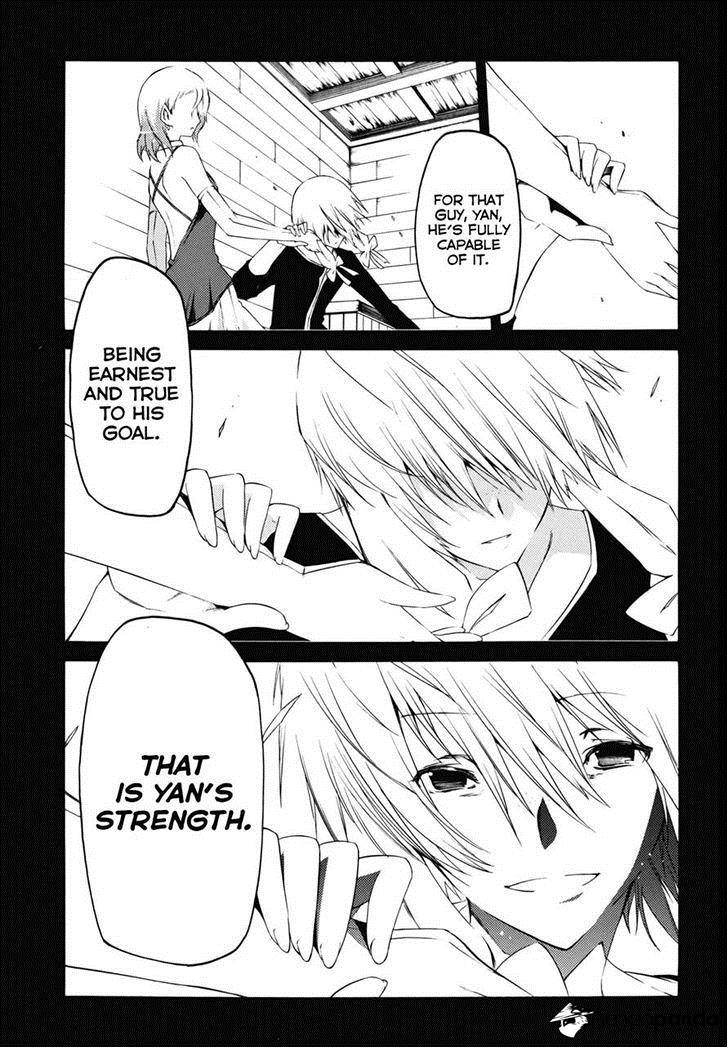 FOR THAT
GUY, YAN,
HE'S FULLY
CAPABLE
OF IT.
BEING
EARNEST
AND TRUE
TO HIS
GOAL.
THAT
IS YAN'S
STRENGTH.